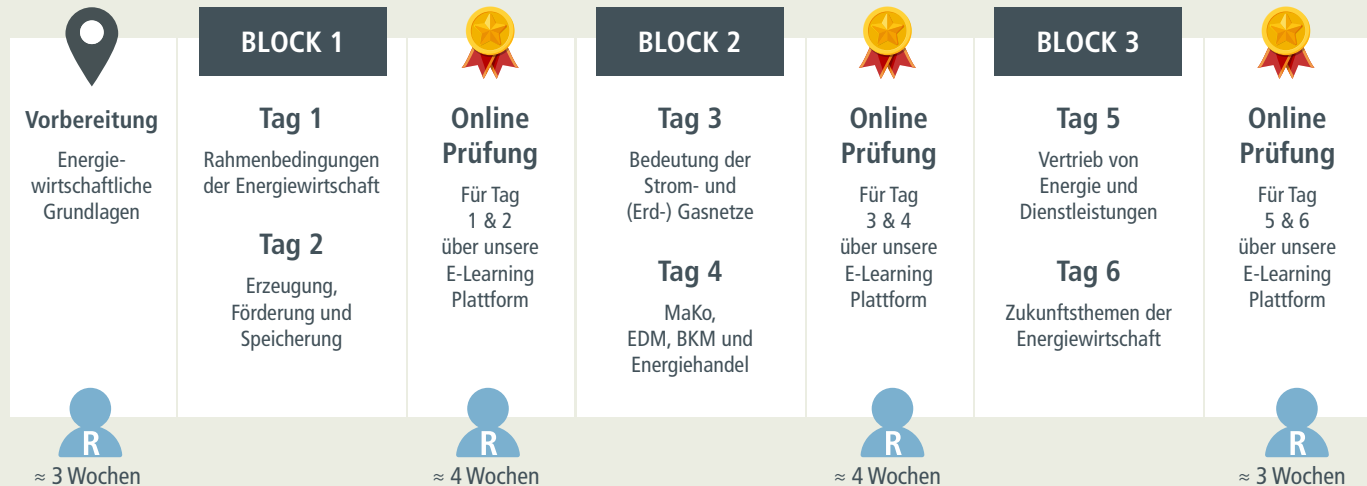 Vorbereitung
Energie-
wirtschaftliche
Grundlagen
R
≈ 3 Wochen
BLOCK 1
Tag 1
Rahmenbedingungen
der Energiewirtschaft
Tag 2
Erzeugung,
Förderung und
Speicherung
Online
Prüfung
Für Tag
1 & 2
über unsere
E-Learning
Plattform
R
≈ 4 Wochen
BLOCK 2
Tag 3
Bedeutung der
Strom- und
(Erd-) Gasnetze
Tag 4
MaKo,
EDM, BKM und
Energiehandel
Online
Prüfung
Für Tag
3 & 4
über unsere
E-Learning
Plattform
R
≈ 4 Wochen
BLOCK 3
Tag 5
Vertrieb von
Energie und
Dienstleistungen
Tag 6
Zukunftsthemen der
Energiewirtschaft
Online
Prüfung
Für Tag
5 & 6
über unsere
E-Learning
Plattform
R
≈ 3 Wochen